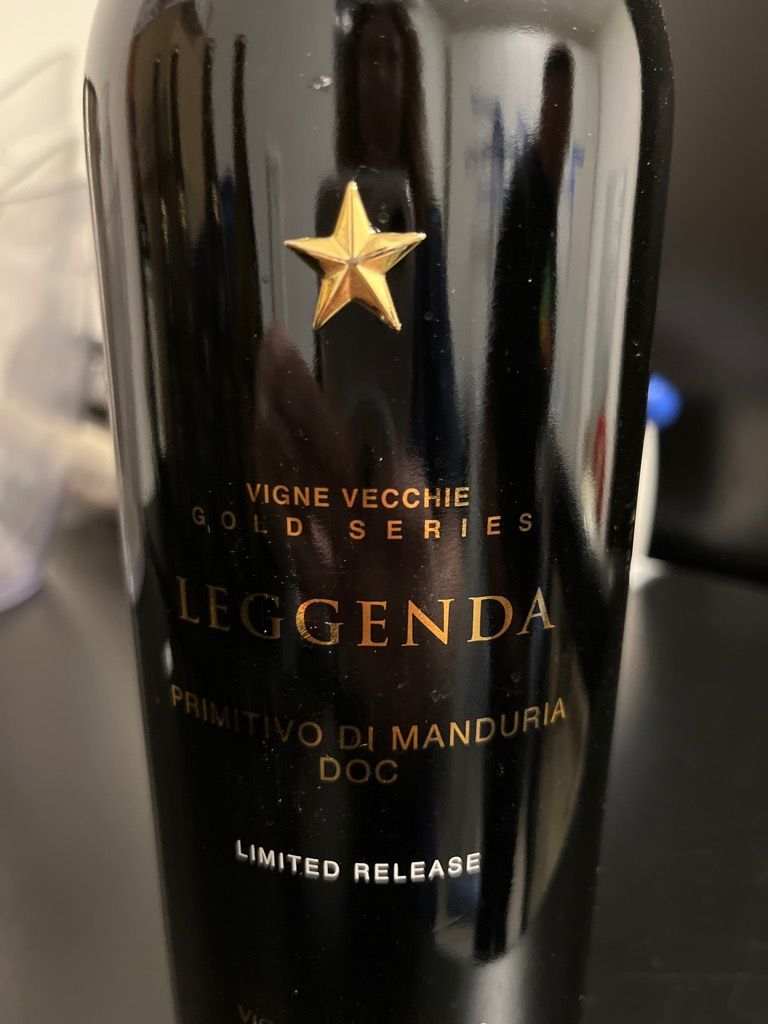 VIGNE VECCHIE
GOLD SERIES
LEGGENDA
PRIMITIVO DI MANDURIA
DOC
LIMITED RELEASE